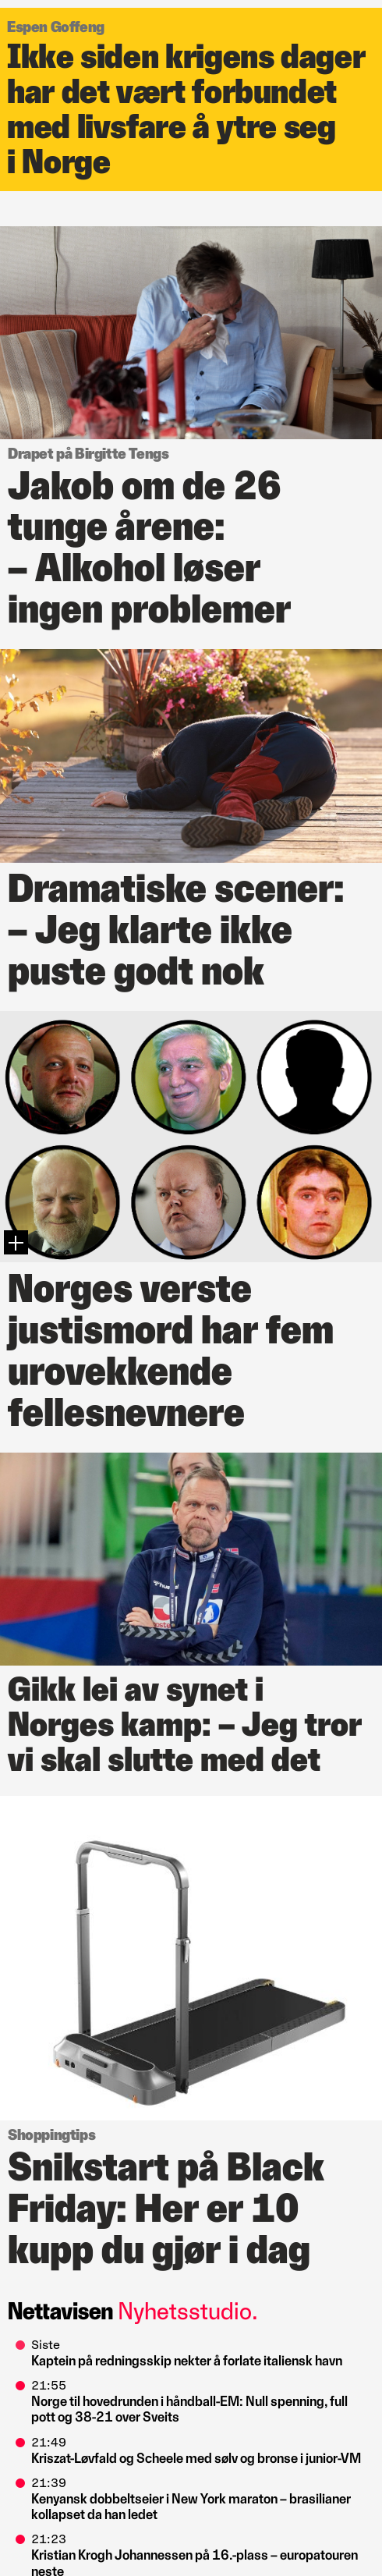 Espen Goffeng
Ikke siden krigens dager
har det vært forbundet
med livsfare å ytre seg
i Norge
Drapet på Birgitte Tengs
Jakob om de 26
tunge årene:
– Alkohol løser
ingen problemer
Dramatiske scener:
– Jeg klarte ikke
puste godt nok
Norges verste
justismord har fem
urovekkende
fellesnevnere
Gikk lei av synet i
Norges kamp: – Jeg tror
vi skal slutte med det
Shoppingtips
Snikstart på Black
Friday: Her er 10
kupp du gjør i dag
Nettavisen Nyhetsstudio.
Siste
Kaptein på redningsskip nekter å forlate italiensk havn
21:55
Norge til hovedrunden i håndball-EM: Null spenning, full
pott og 38-21 over Sveits
21:49
Kriszat-Løvfald og Scheele med sølv og bronse i junior-VM
21:39
Kenyansk dobbeltseier i New York maraton – brasilianer
kollapset da han ledet
21:23
Kristian Krogh Johannessen på 16.-plass – europatouren
neste